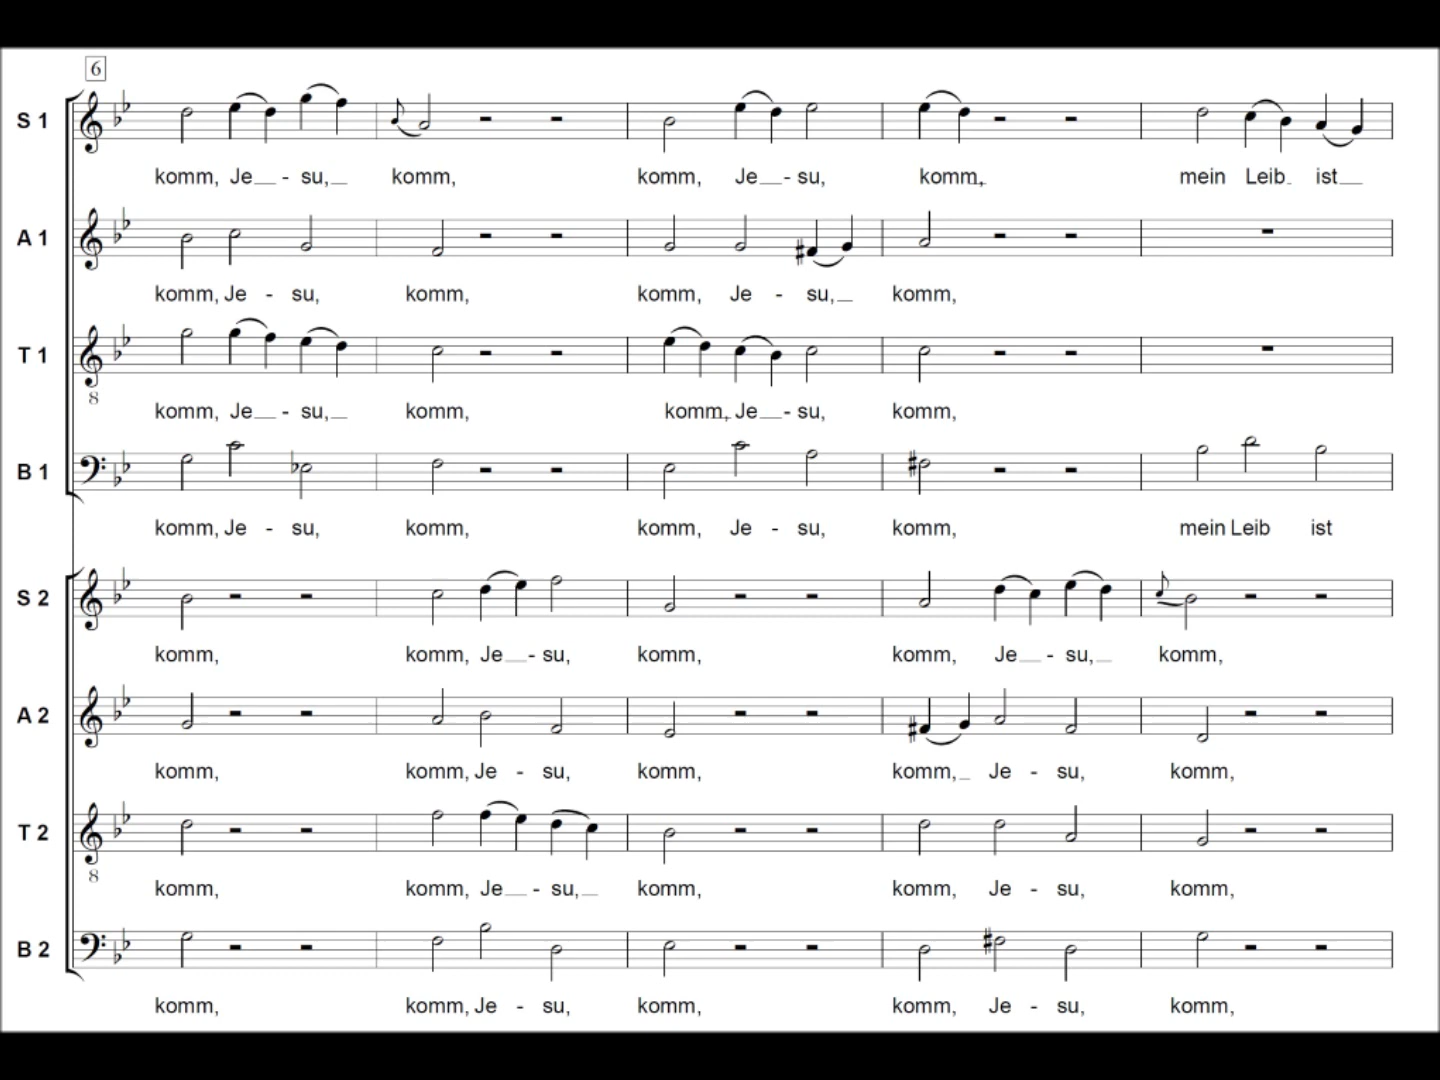 6
S 1
komm, Je - su, komm, komm, Je - su, komm, mein Leib ist
A 1
komm, Je - su, komm, komm, Je - su, komm,
T 1
8
komm, Je - su, komm, komm, Je - su, komm,
B 1
komm, Je - su, komm, komm, Je - su, komm, mein Leib ist
S 2
komm, komm, Je - su, komm, komm, Je - su, komm,
A 2
komm, komm, Je - su, komm, komm, Je - su, komm,
T 2
8
komm, komm, Je - su, komm, komm, Je - su, komm,
B 2
komm, komm, Je - su, komm, komm, Je - su, komm,